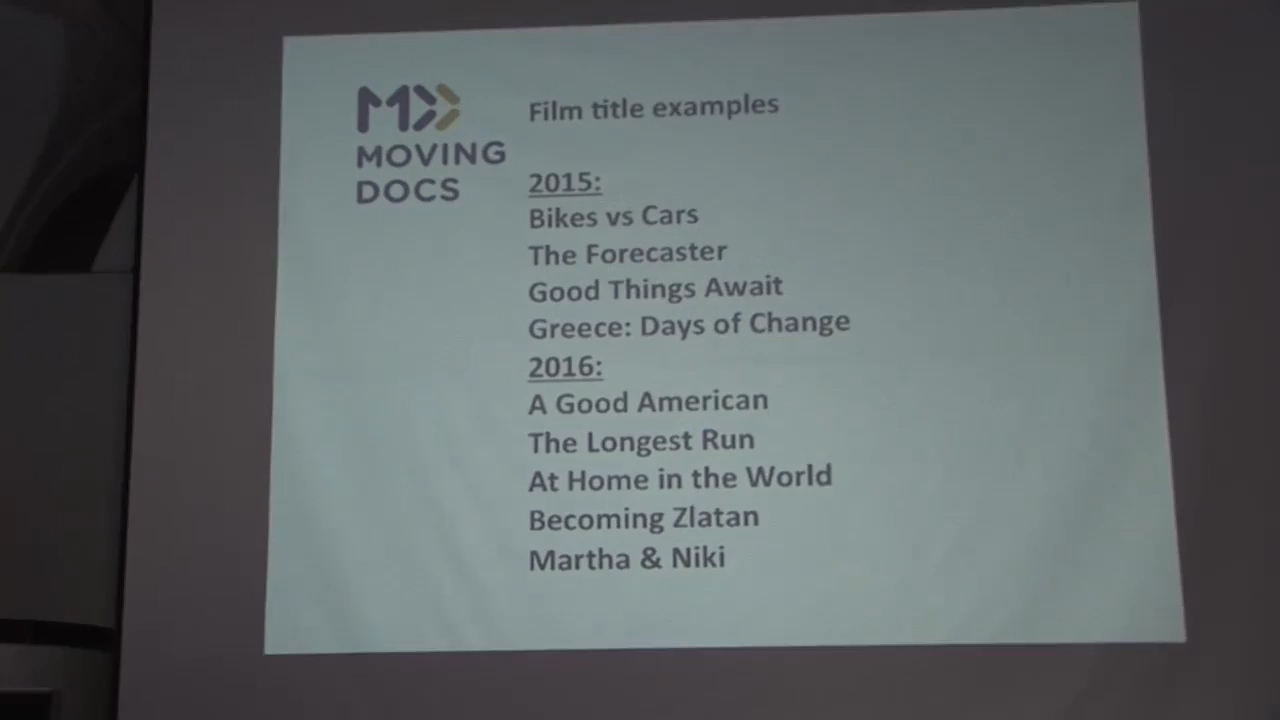 MOVING
DOCS
Film title examples
2015:
Bikes vs Cars
The Forecaster
Good Things Await
Greece: Days of Change
2016:
A Good American
The Longest Run
At Home in the World
Becoming Zlatan
Martha & Niki